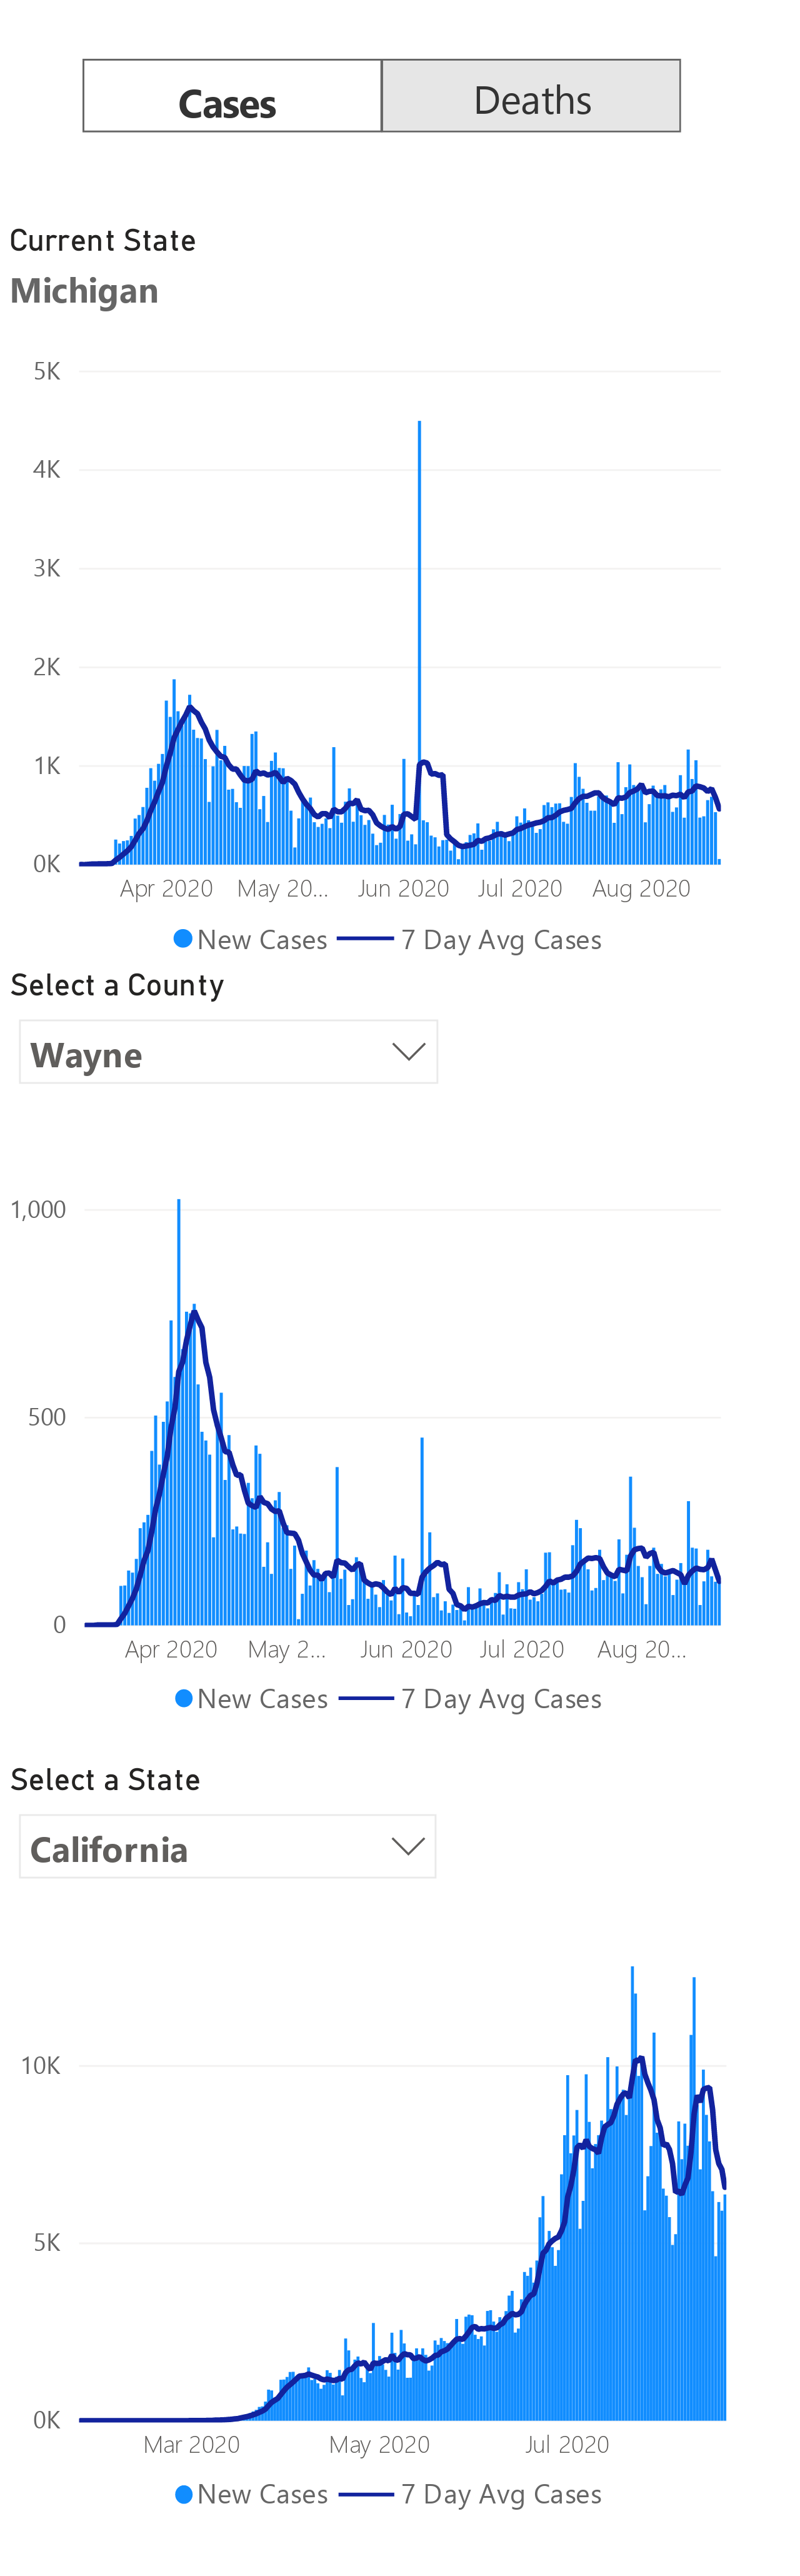 Cases Deaths
Current State
Michigan
5K
4K
3K
2K
1K
0K
Apr 2020 May 20... Jun 2020 Jul 2020 Aug 2020
New Cases 7 Day Avg Cases
Select a County
Wayne
1,000
500
0
Apr 2020 May 2... Jun 2020 Jul 2020 Aug 20...
New Cases 7 Day Avg Cases
Select a State
California
10K
5K
0K
Mar 2020 May 2020 Jul 2020
New Cases 7 Day Avg Cases